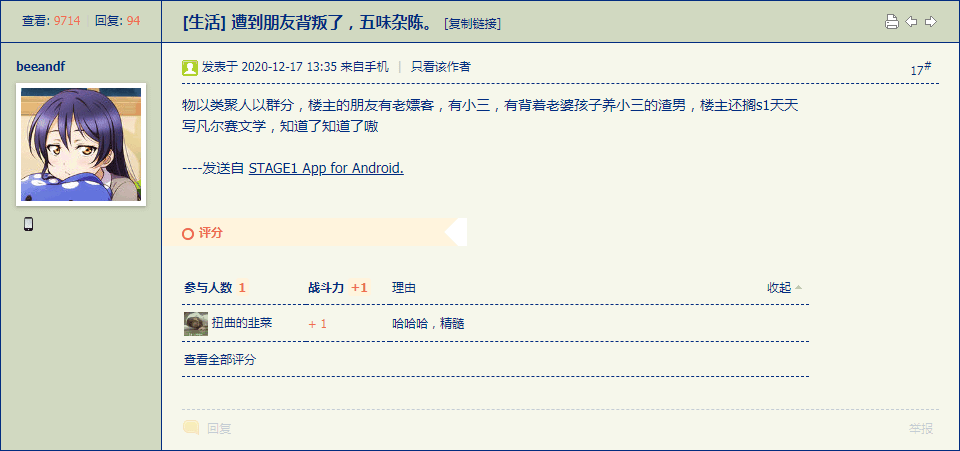 查看: 9714 | 回复: 94
[生活] 遭到朋友背叛了，五味杂陈。 [复制链接]
beeandf
发表于 2020-12-17 13:35 来自手机 | 只看该作者
17#
物以类聚人以群分，楼主的朋友有老嫖客，有小三，有背着老婆孩子养小三的渣男，楼主还搁s1天天
写凡尔赛文学，知道了知道了嗷
----发送自 STAGE1 App for Android.
评分
参与人数 1 战斗力 +1 理由 收起
扭曲的韭菜 + 1 哈哈哈，精髓
查看全部评分
回复 举报